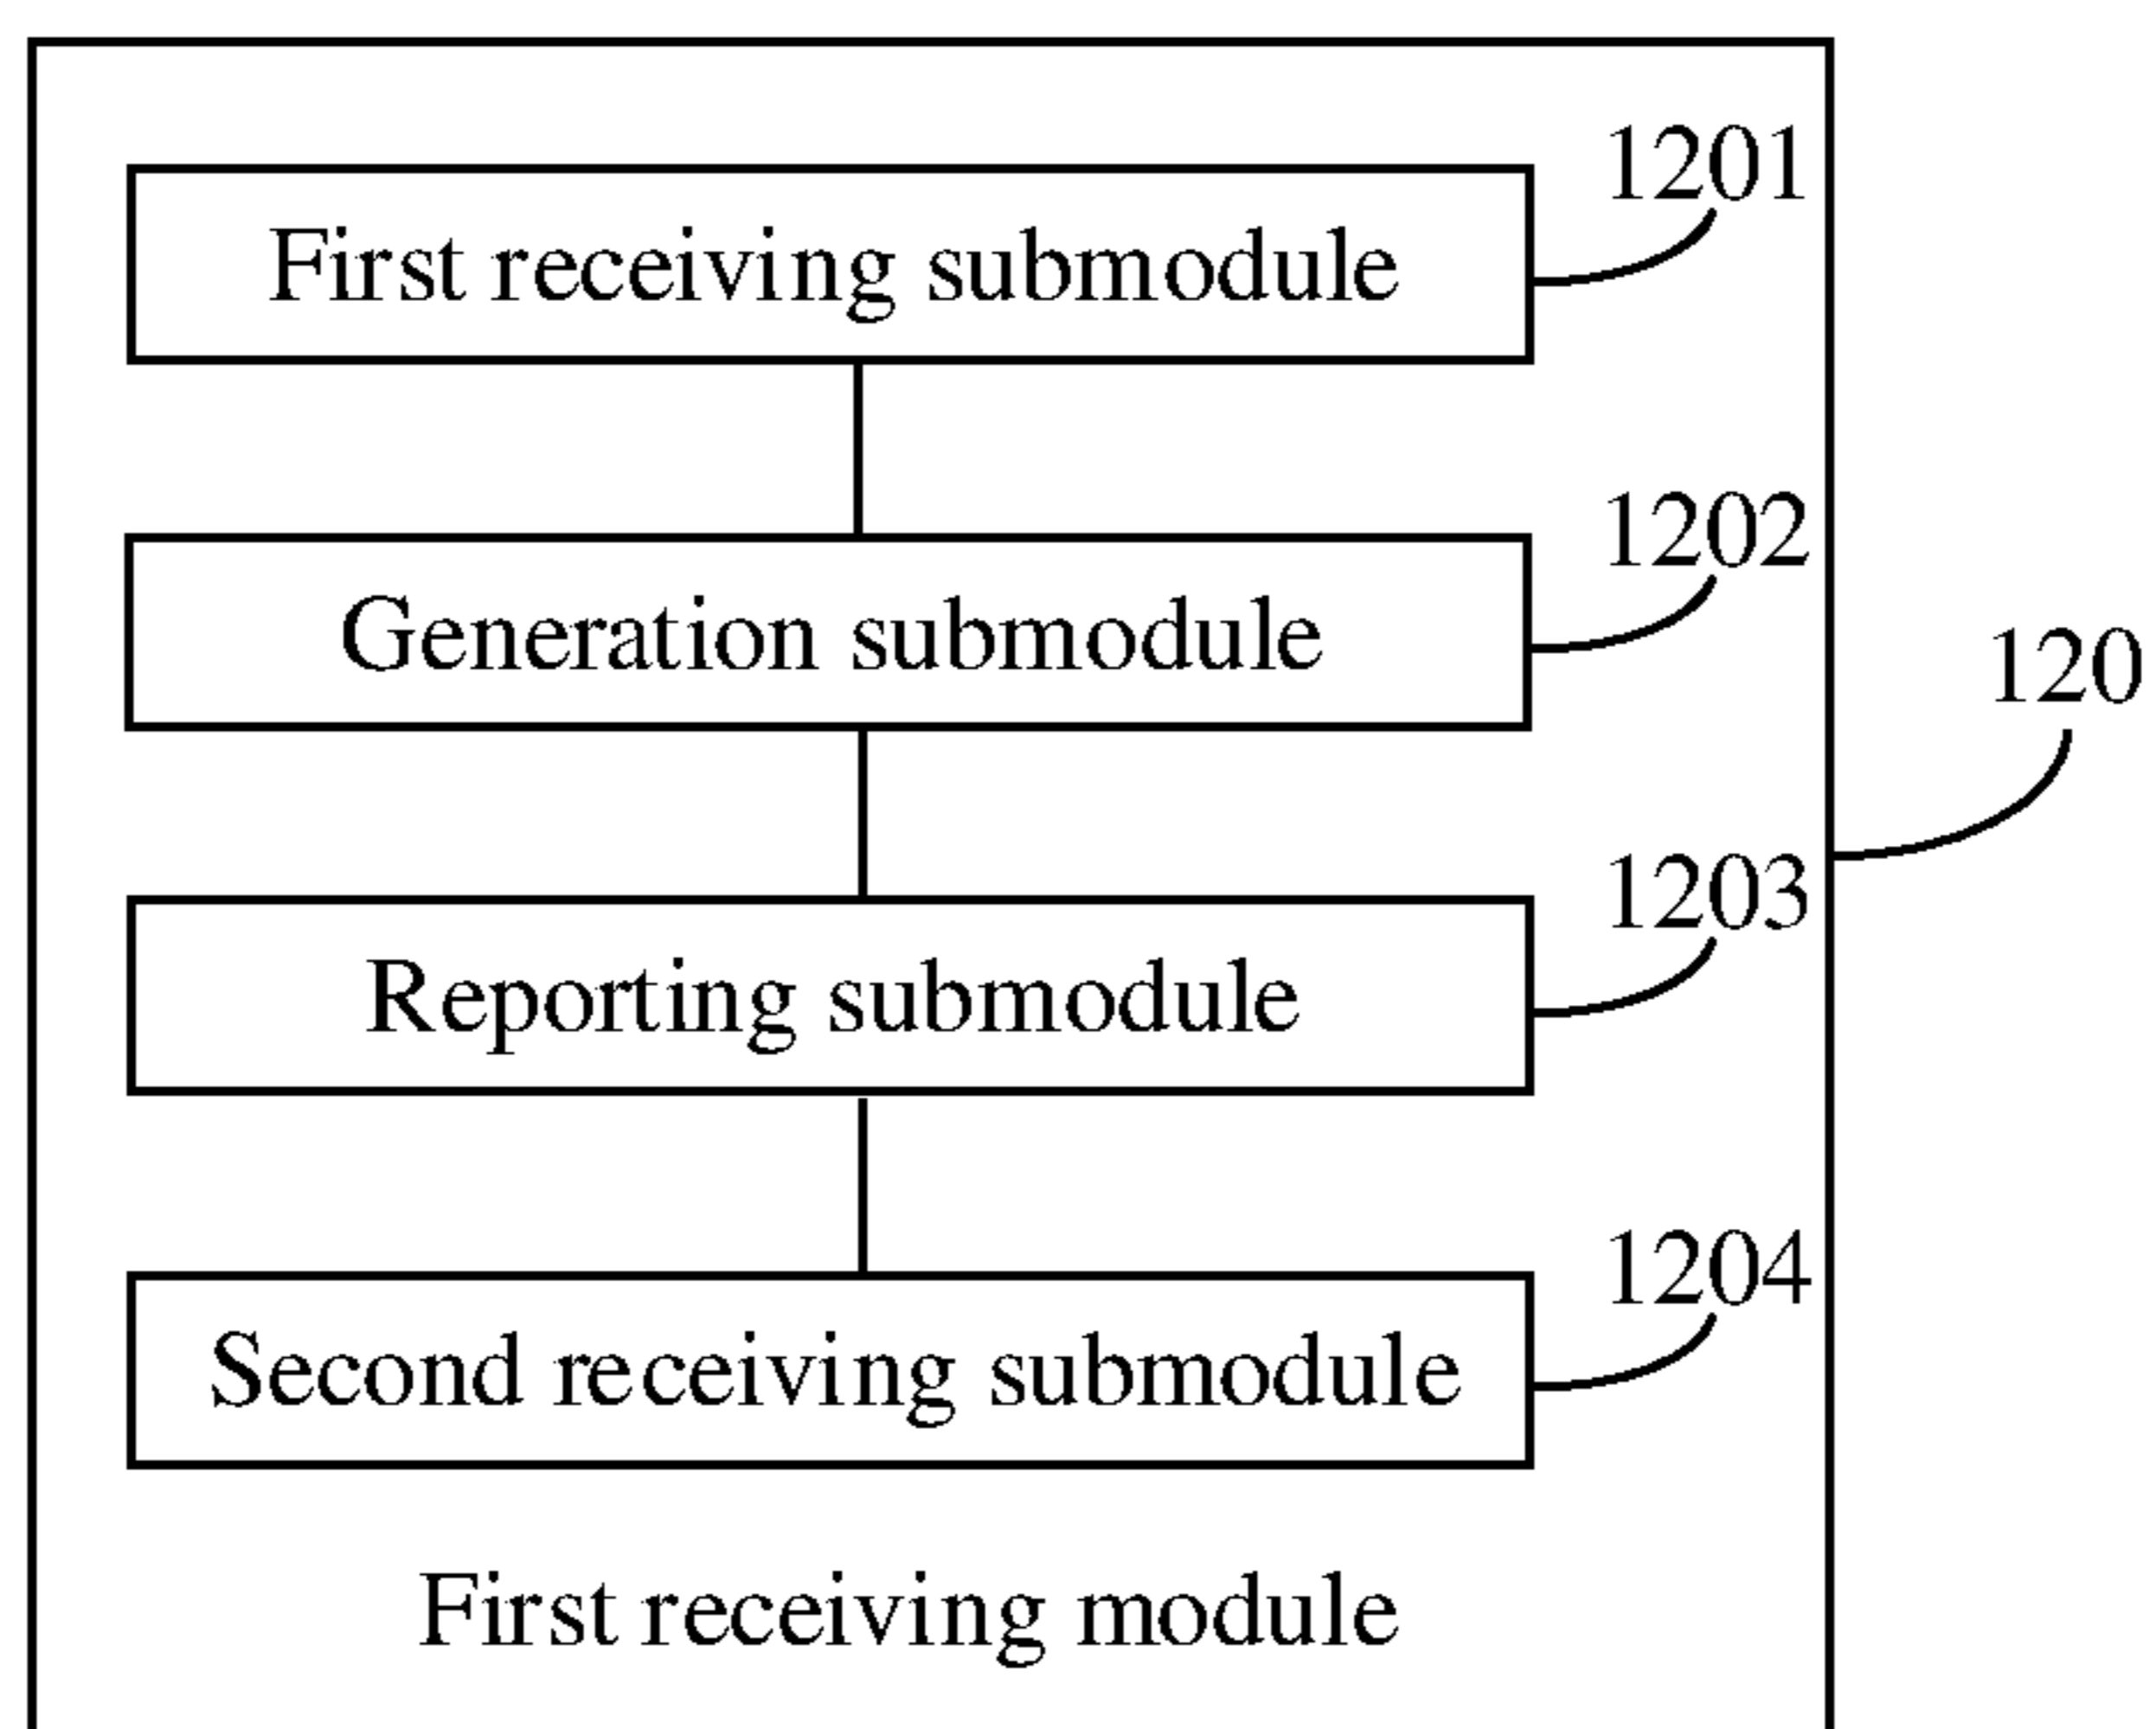 1201
First receiving submodule
1202
Generation submodule
120
1203
Reporting submodule
1204
Second receiving submodule
First receiving module